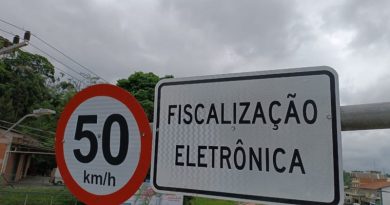 50
km/h
FISCALIZAÇÃO
ELETRÔNICA